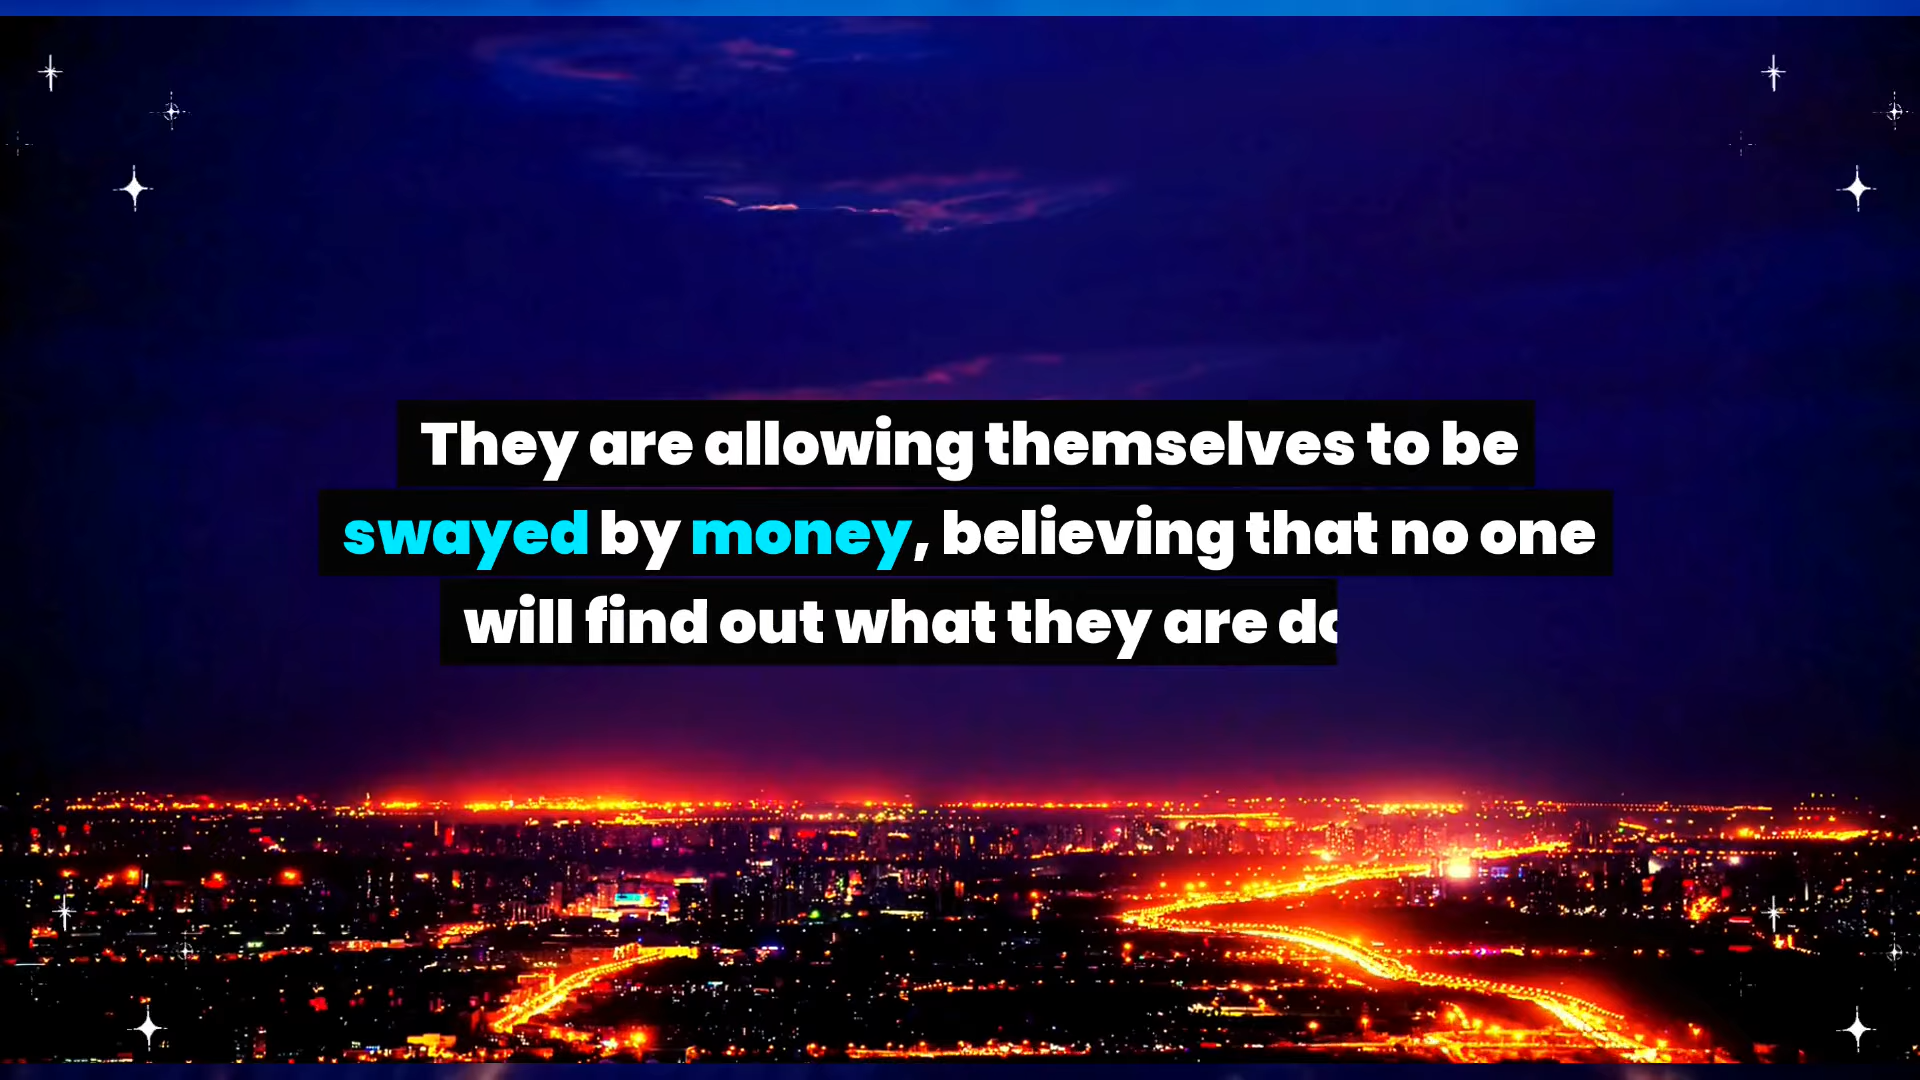 They are allowing themselves to be
swayed by money, believing that no one
will find out what they are do